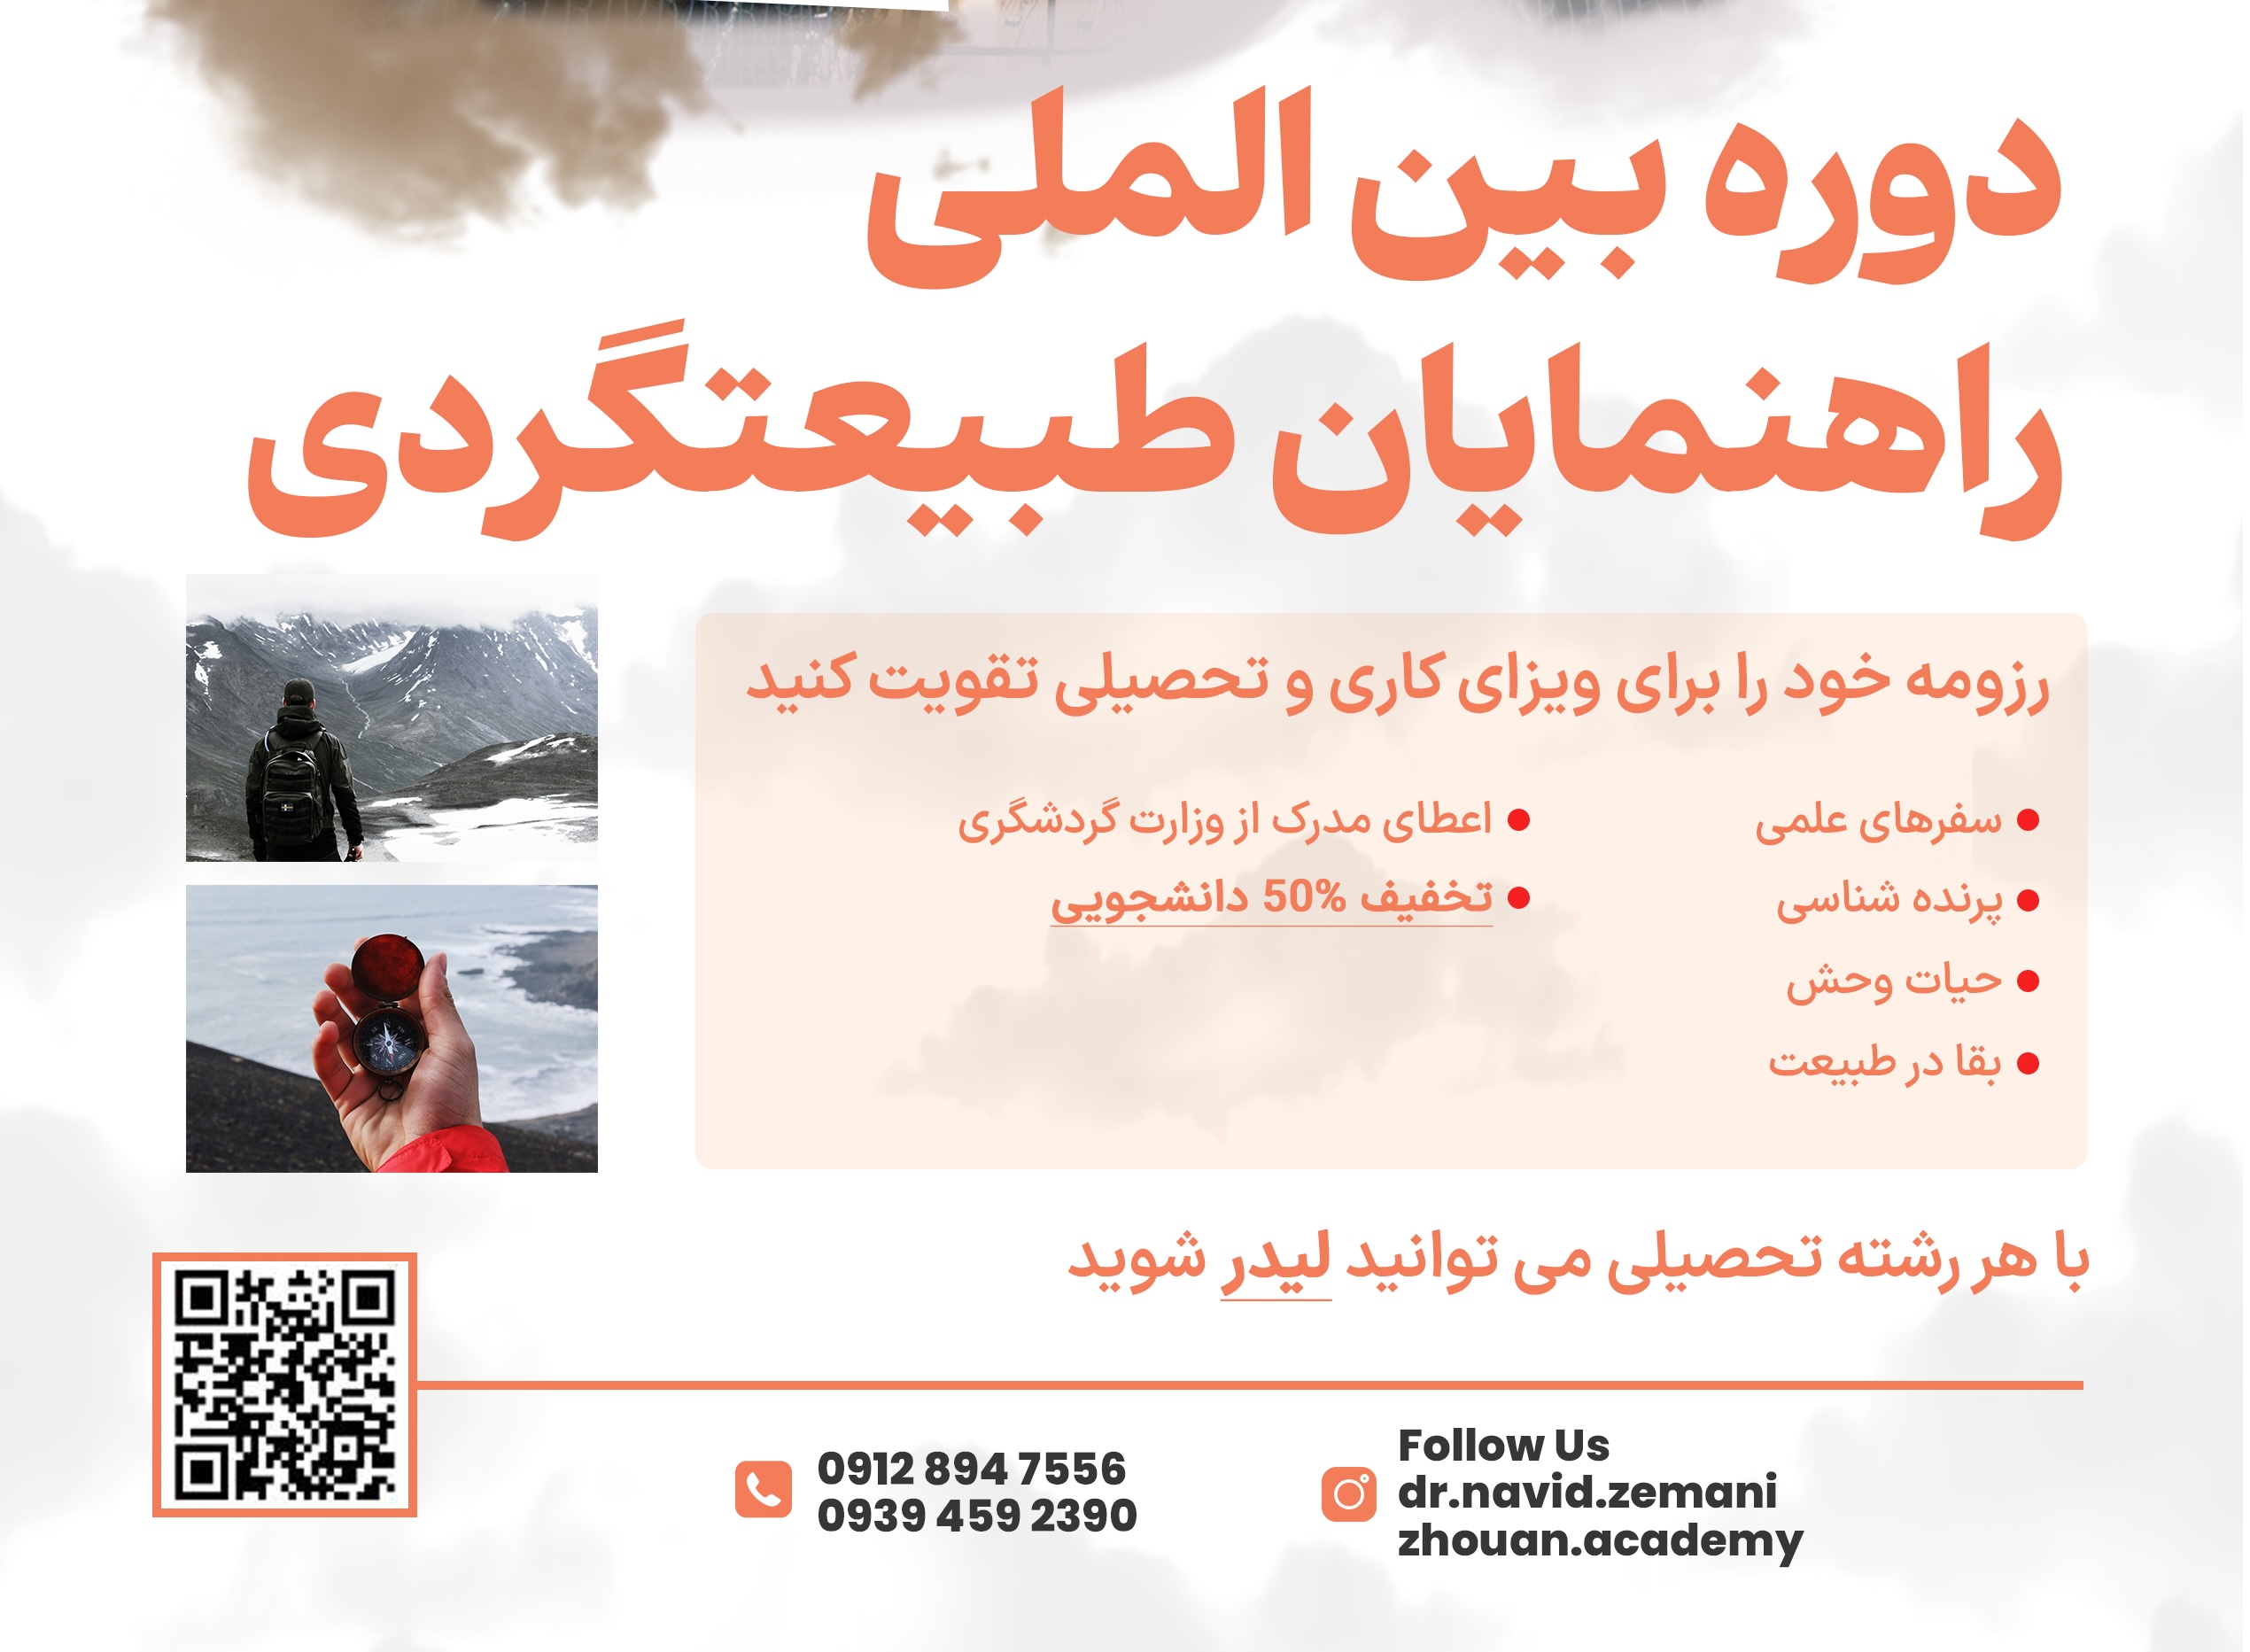 دوره بین المللی
راهنمایان طبیعتگردی
رزومه خود را برای ویزای کاری و تحصیلی تقویت کنید
سفرهای علمی
پرنده شناسی
حیات وحش
بقا در طبیعت
اعطای مدرک از وزارت گردشگری
تخفیف 50% دانشجویی
با هر رشته تحصیلی می توانید لیدر شوید
Follow Us
dr.navid.zemani
zhouan.academy
0912 894 7556
0939 459 2390